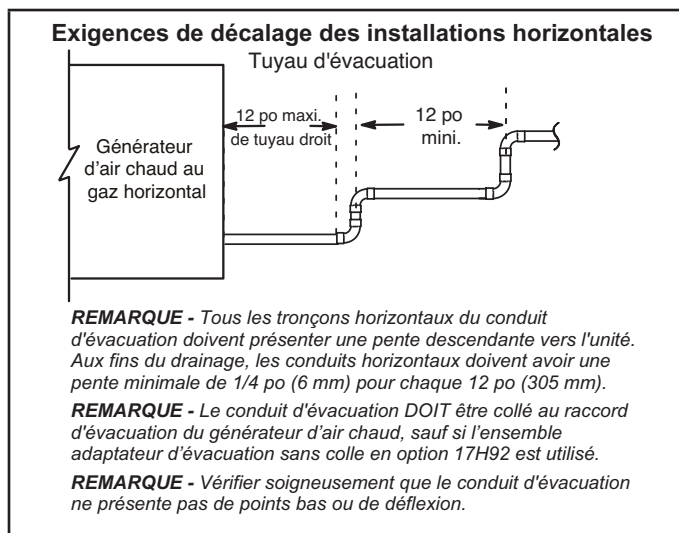 Exigences de décalage des installations horizontales
Tuyau d'évacuation
12 po maxi.
de tuyau droit
12 po
mini.
Générateur
d'air chaud au
gaz horizontal
REMARQUE - Tous les tronçons horizontaux du conduit
d'évacuation doivent présenter une pente descendante vers l'unité.
Aux fins du drainage, les conduits horizontaux doivent avoir une
pente minimale de 1/4 po (6 mm) pour chaque 12 po (305 mm).
REMARQUE - Le conduit d'évacuation DOIT être collé au raccord
d'évacuation du générateur d'air chaud, sauf si l'ensemble
adaptateur d'évacuation sans colle en option 17H92 est utilisé.
REMARQUE - Vérifier soigneusement que le conduit d'évacuation
ne présente pas de points bas ou de déflexion.